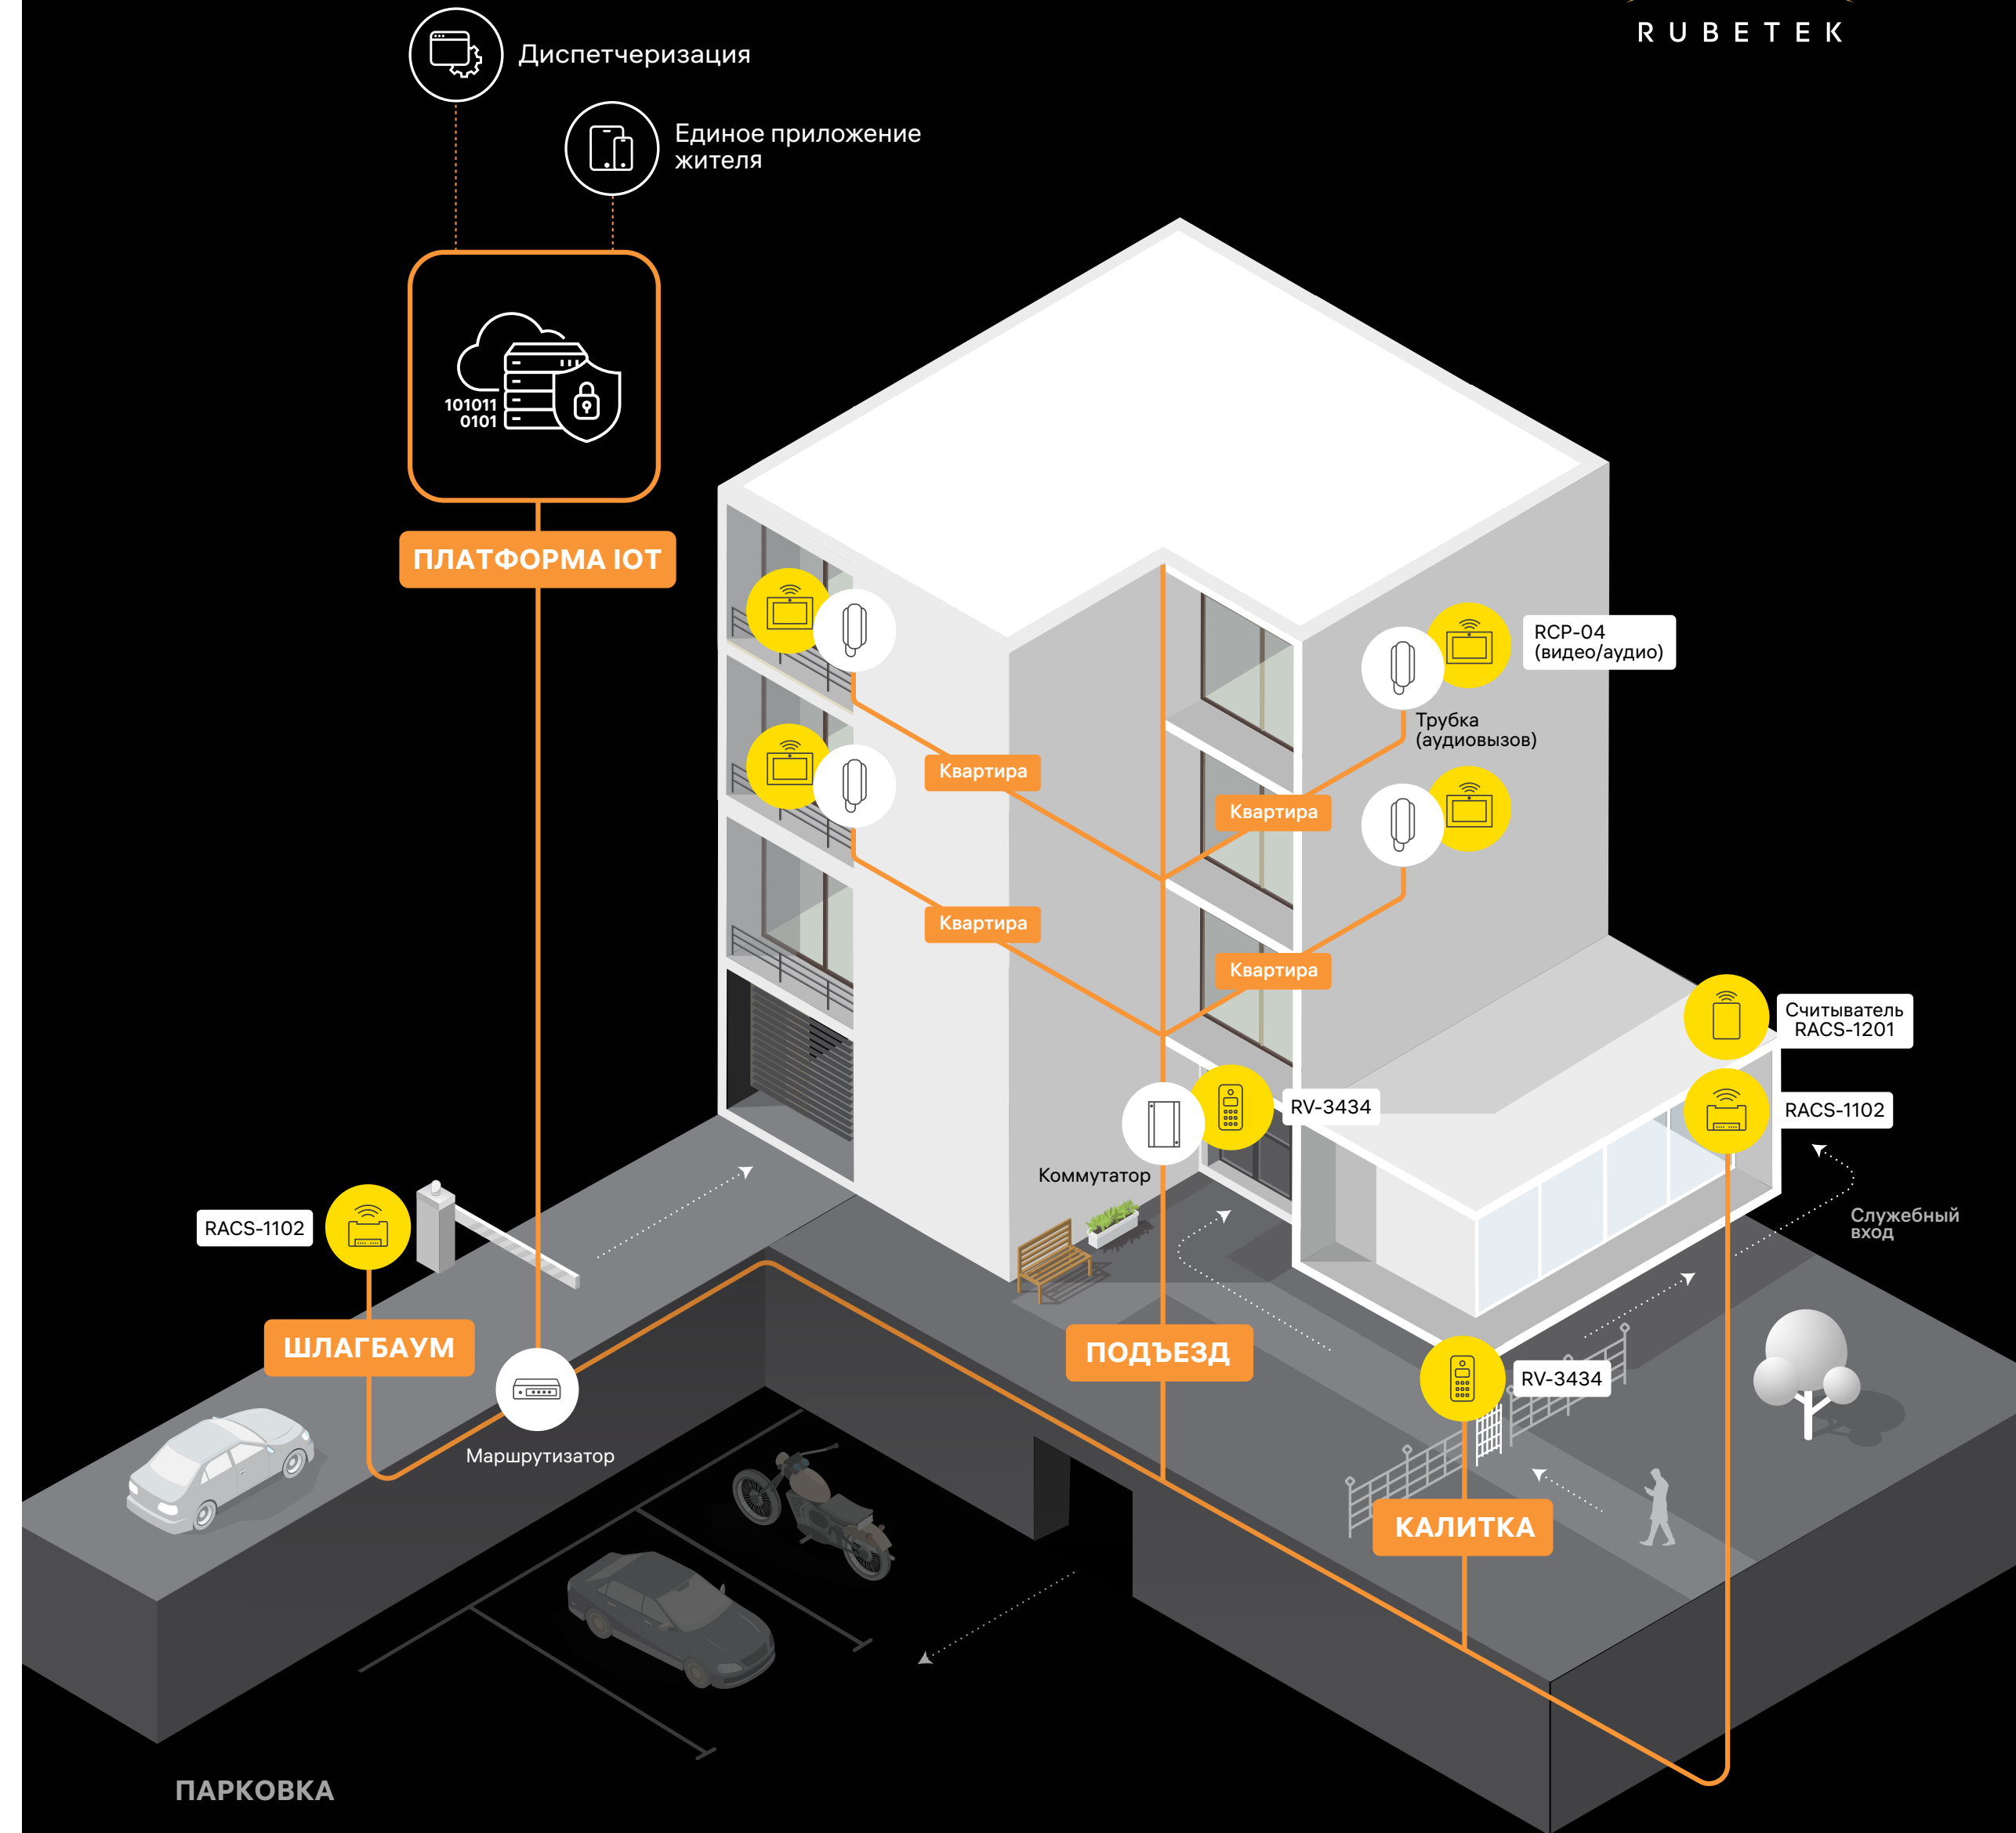 RUBETEK
Диспетчеризация
Единое приложение
жителя
101011
0101
ПЛАТФОРМА IOT
RCP-04
(видео/аудио)
Трубка
(аудиовызов)
Квартира
Квартира
Квартира
Квартира
Считыватель
RACS-1201
RACS-1102
RV-3434
Коммутатор
RACS-1102
Служебный
вход
ШЛАГБАУМ
ПОДЪЕЗД
RV-3434
Маршрутизатор
КАЛИТКА
ПАРКОВКА